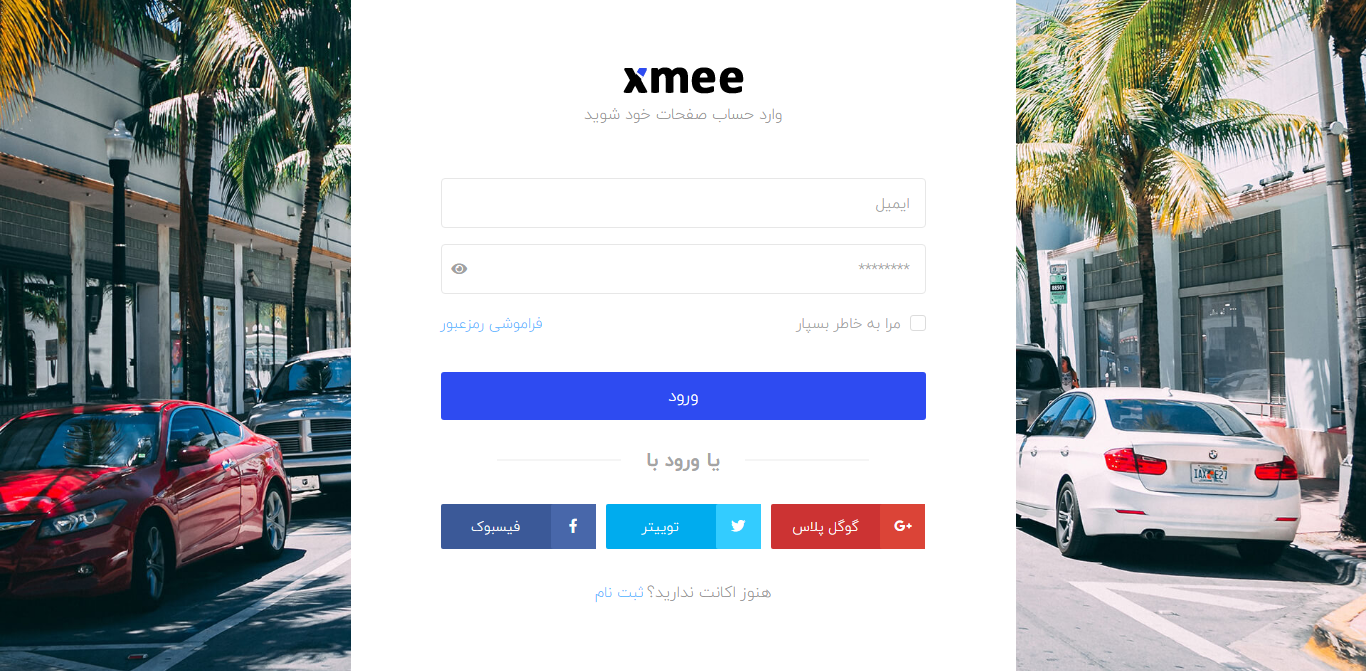 xmee
وارد حساب صفحات خود شوید
ایمیل
********
مرا به خاطر بسپار
فراموشی رمزعبور
ورود
یا ورود با
گوگل پلاس
توییتر
فیسبوک
هنوز اکانت ندارید؟ ثبت نام